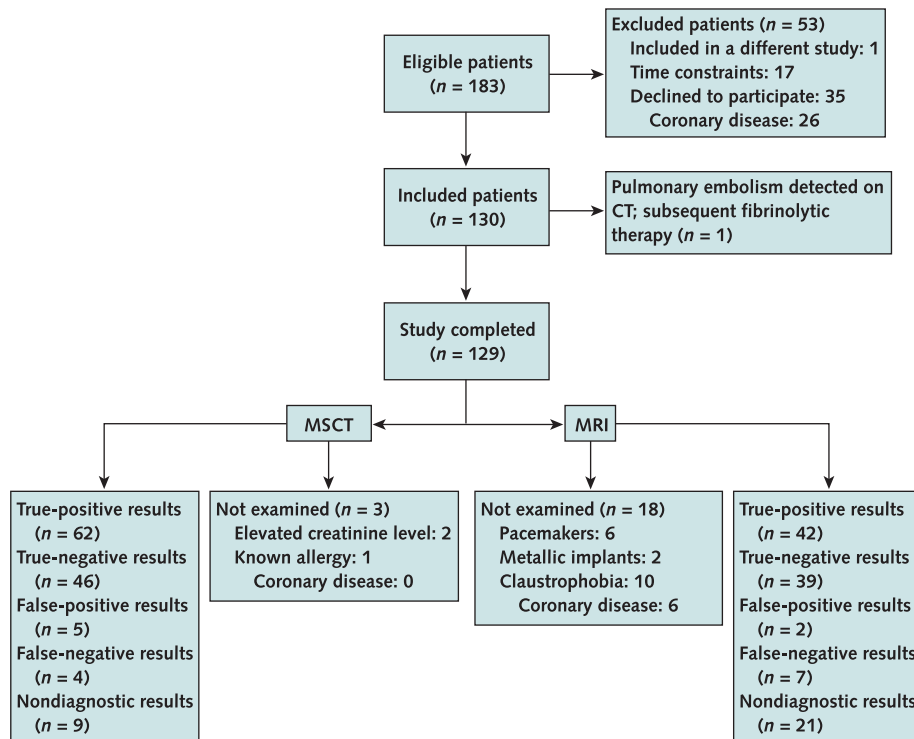 Eligible patients
(n = 183)
Excluded patients (n = 53)
Included in a different study: 1
Time constraints: 17
Declined to participate: 35
Coronary disease: 26
Included patients
(n = 130)
Pulmonary embolism detected on
CT; subsequent fibrinolytic
therapy (n = 1)
Study completed
(n = 129)
MSCT
MRI
True-positive results
(n = 62)
True-negative results
(n = 46)
False-positive results
(n = 5)
False-negative results
(n = 4)
Nondiagnostic results
(n = 9)
Not examined (n = 3)
Elevated creatinine level: 2
Known allergy: 1
Coronary disease: 0
Not examined (n = 18)
Pacemakers: 6
Metallic implants: 2
Claustrophobia: 10
Coronary disease: 6
True-positive results
(n = 42)
True-negative results
(n = 39)
False-positive results
(n = 2)
False-negative results
(n = 7)
Nondiagnostic results
(n = 21)